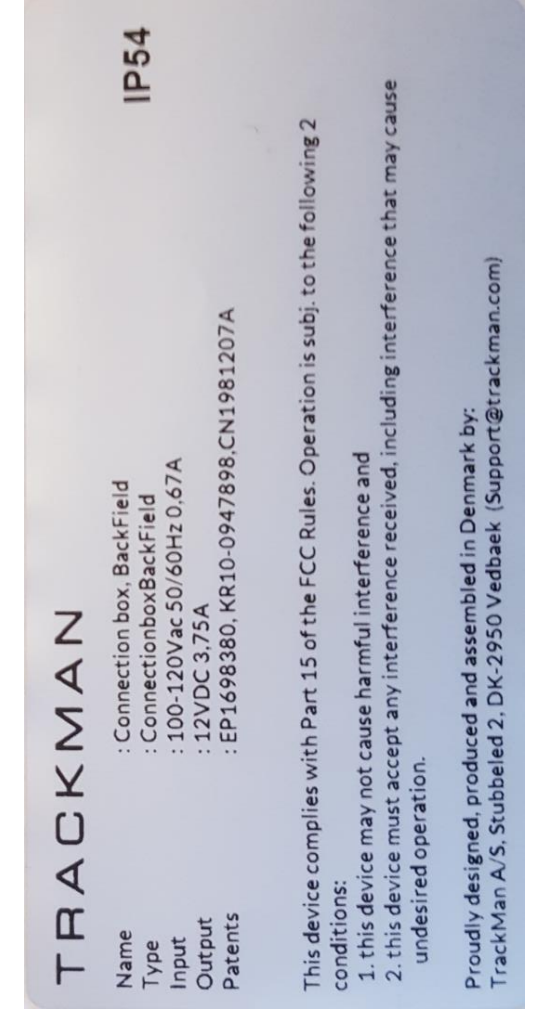 TRACKMAN
IP54
Name : Connection box, BackField
Type : ConnectionboxBackField
Input : 100-120Vac 50/60Hz 0,67A
Output : 12VDC 3,75A
Patents : EP1698380, KR10-0947898,CN1981207A
This device complies with Part 15 of the FCC Rules. Operation is subj. to the following 2
conditions:
1. this device may not cause harmful interference and
2. this device must accept any interference received, including interference that may cause
undesired operation.
Proudly designed, produced and assembled in Denmark by:
TrackMan A/S, Stubbeled 2, DK-2950 Vedbaek (Support@trackman.com)